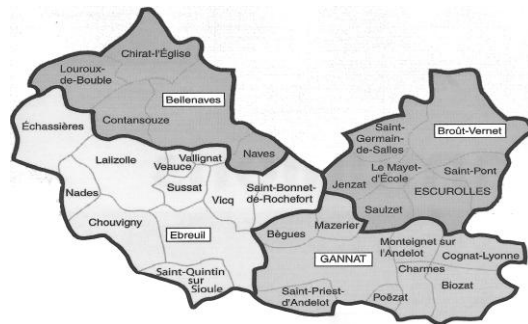 Chirat-l'Église
Louroux-
de-Bouble
Bellenaves
Contansouze
Échassières
Naves
Lalizolle
Veauce
Vallignat
Sussat
Nades
Vicq
Saint-Bonnet-
de-Rochefort
Chouvigny
Ebreuil
Saint-Quintin
sur
Sioule
Broût-Vernet
Saint-
Germain-
de-Salles
Le Mayet-
d'École
Saint-Pont
Jenzat
ESCUROLLES
Saulzet
Bègues
Mazerier
GANNAT
Monteignet sur
l'Andelot
Cognat-Lyonne
Charmes
Biozat
Saint-Priest-
d'Andelot
Poëzat